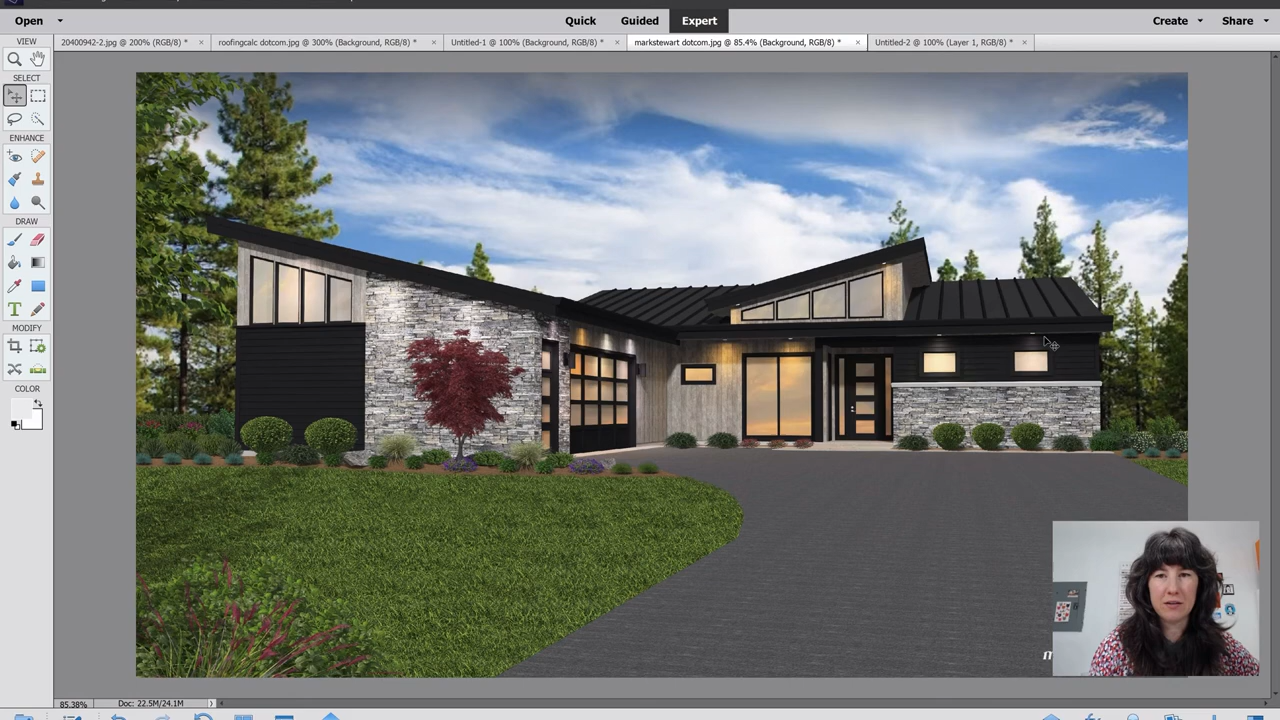 Open
Quick
Guided
Expert
Create
Share
VIEW
20400942-2.jpg @ 200% (RGB/8) *
roofingcalc dotcom.jpg @ 300% (Background, RGB/8) *
Untitled-1 @ 100% (Background, RGB/8) *
markstewart dotcom.jpg @ 85.4% (Background, RGB/8) *
Untitled-2 @ 100% (Layer 1, RGB/8) *
SELECT
ENHANCE
DRAW
MODIFY
COLOR
85.38%
Doc: 22.5M/24.1M